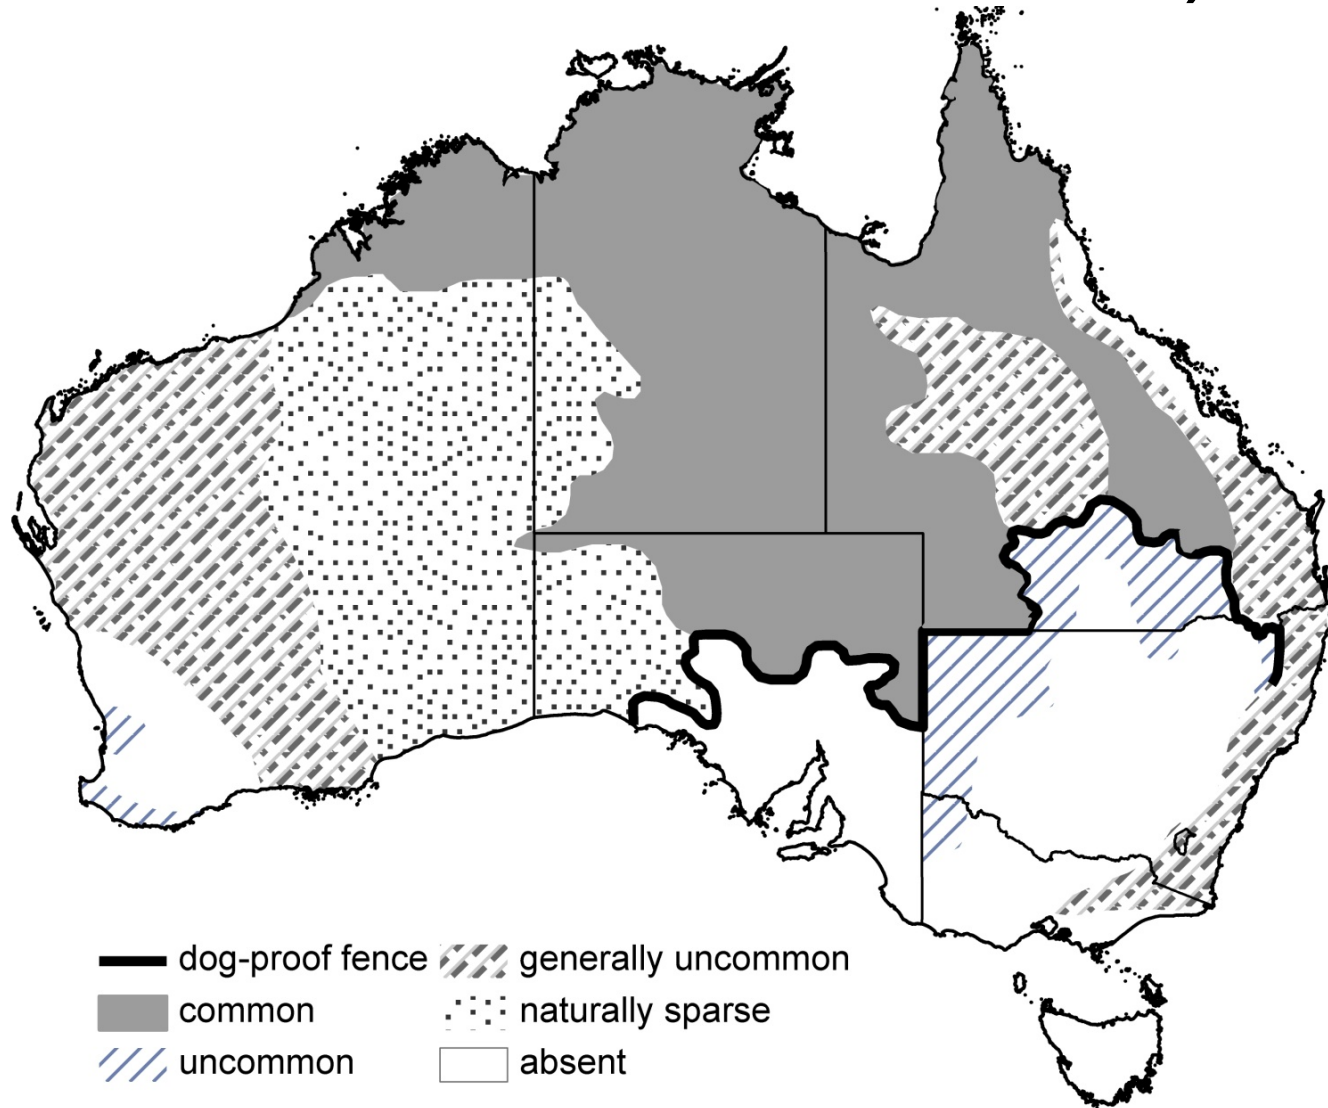 dog-proof fence
common
uncommon
generally uncommon
naturally sparse
absent